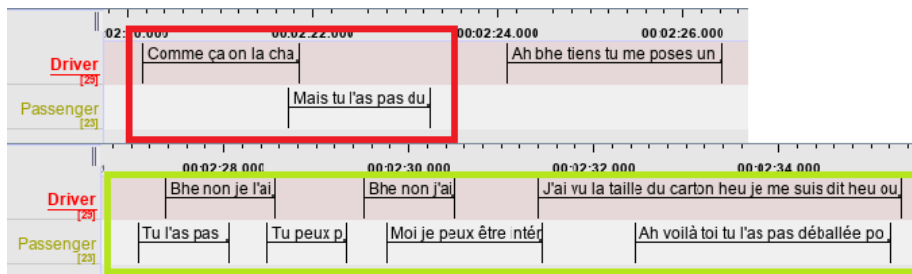 02:20.000 00:02:22.000 00:02:24.000 00:02:26.000
Driver Comme ça on la cha Ah bhe tiens tu me poses un
[29]
Passenger Mais tu l'as pas du
[23]
00:02:28.000 00:02:30.000 00:02:32.000 00:02:34.000
Driver Bhe non je l'ai Bhe non j'ai J'ai vu la taille du carton heu je me suis dit heu ou
[29]
Passenger Tu l'as pas Tu peux p Moi je peux être intér Ah voilà toi tu l'as pas déballée po
[23]